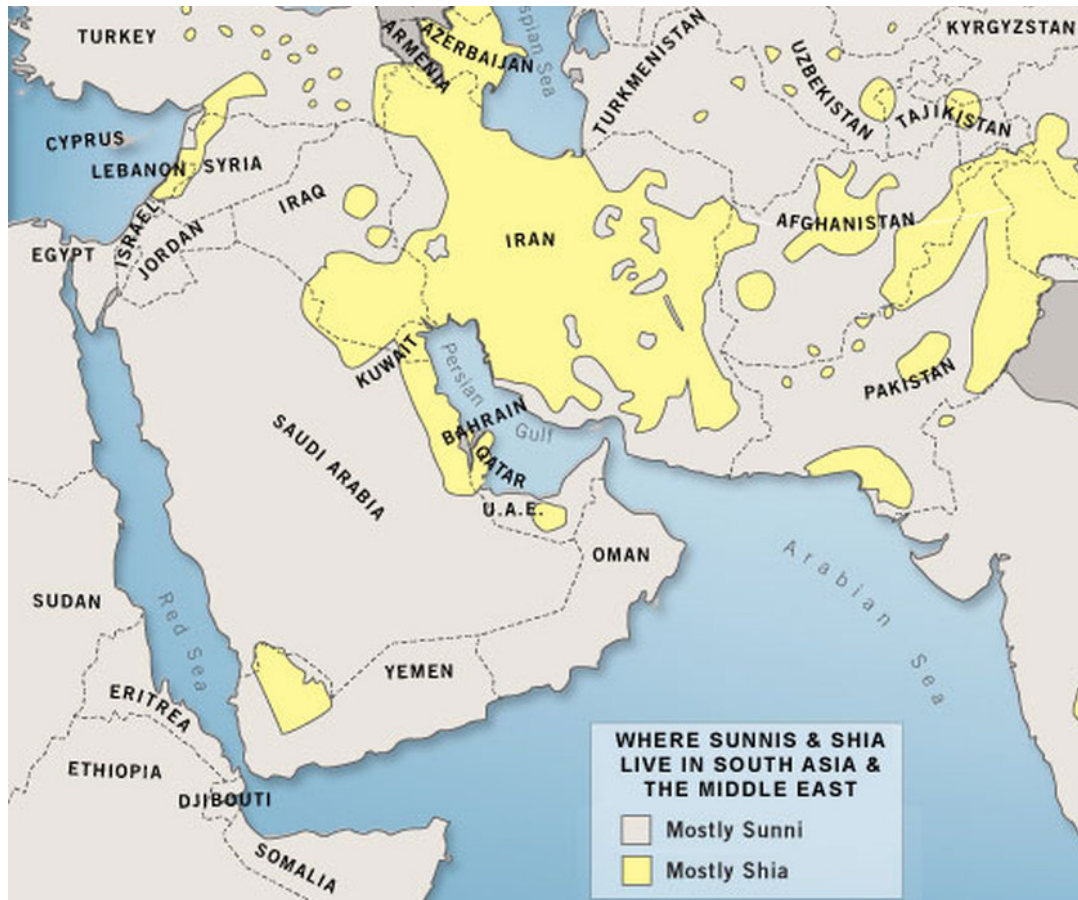 TURKEY
ARMENIA
AZERBAIJAN
spian Sea
TURKMENISTAN
UZBEKISTAN
KYRGYZSTAN
TAJIKISTAN
CYPRUS
LEBANON
SYRIA
ISRAEL
JORDAN
IRAQ
IRAN
AFGHANISTAN
EGYPT
KUWAIT
Persian
Gulf
BAHRAIN
QATAR
PAKISTAN
SAUDI ARABIA
U.A.E.
OMAN
Arabian
Sea
SUDAN
Red Sea
YEMEN
ERITREA
ETHIOPIA
DJIBOUTI
SOMALIA
WHERE SUNNIS & SHIA
LIVE IN SOUTH ASIA &
THE MIDDLE EAST
Mostly Sunni
Mostly Shia